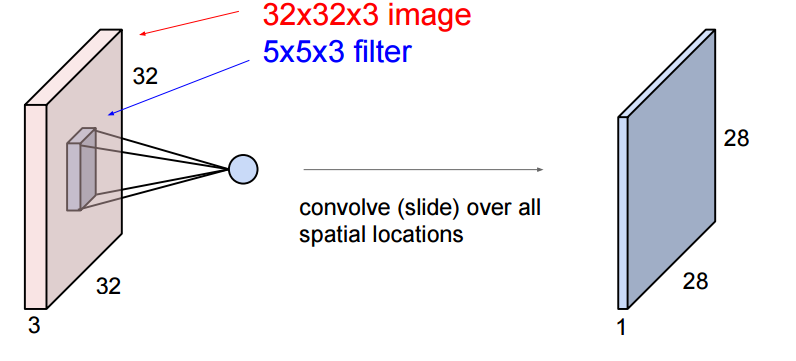 32x32x3 image
5x5x3 filter
32
32
3
convolve (slide) over all
spatial locations
28
28
1